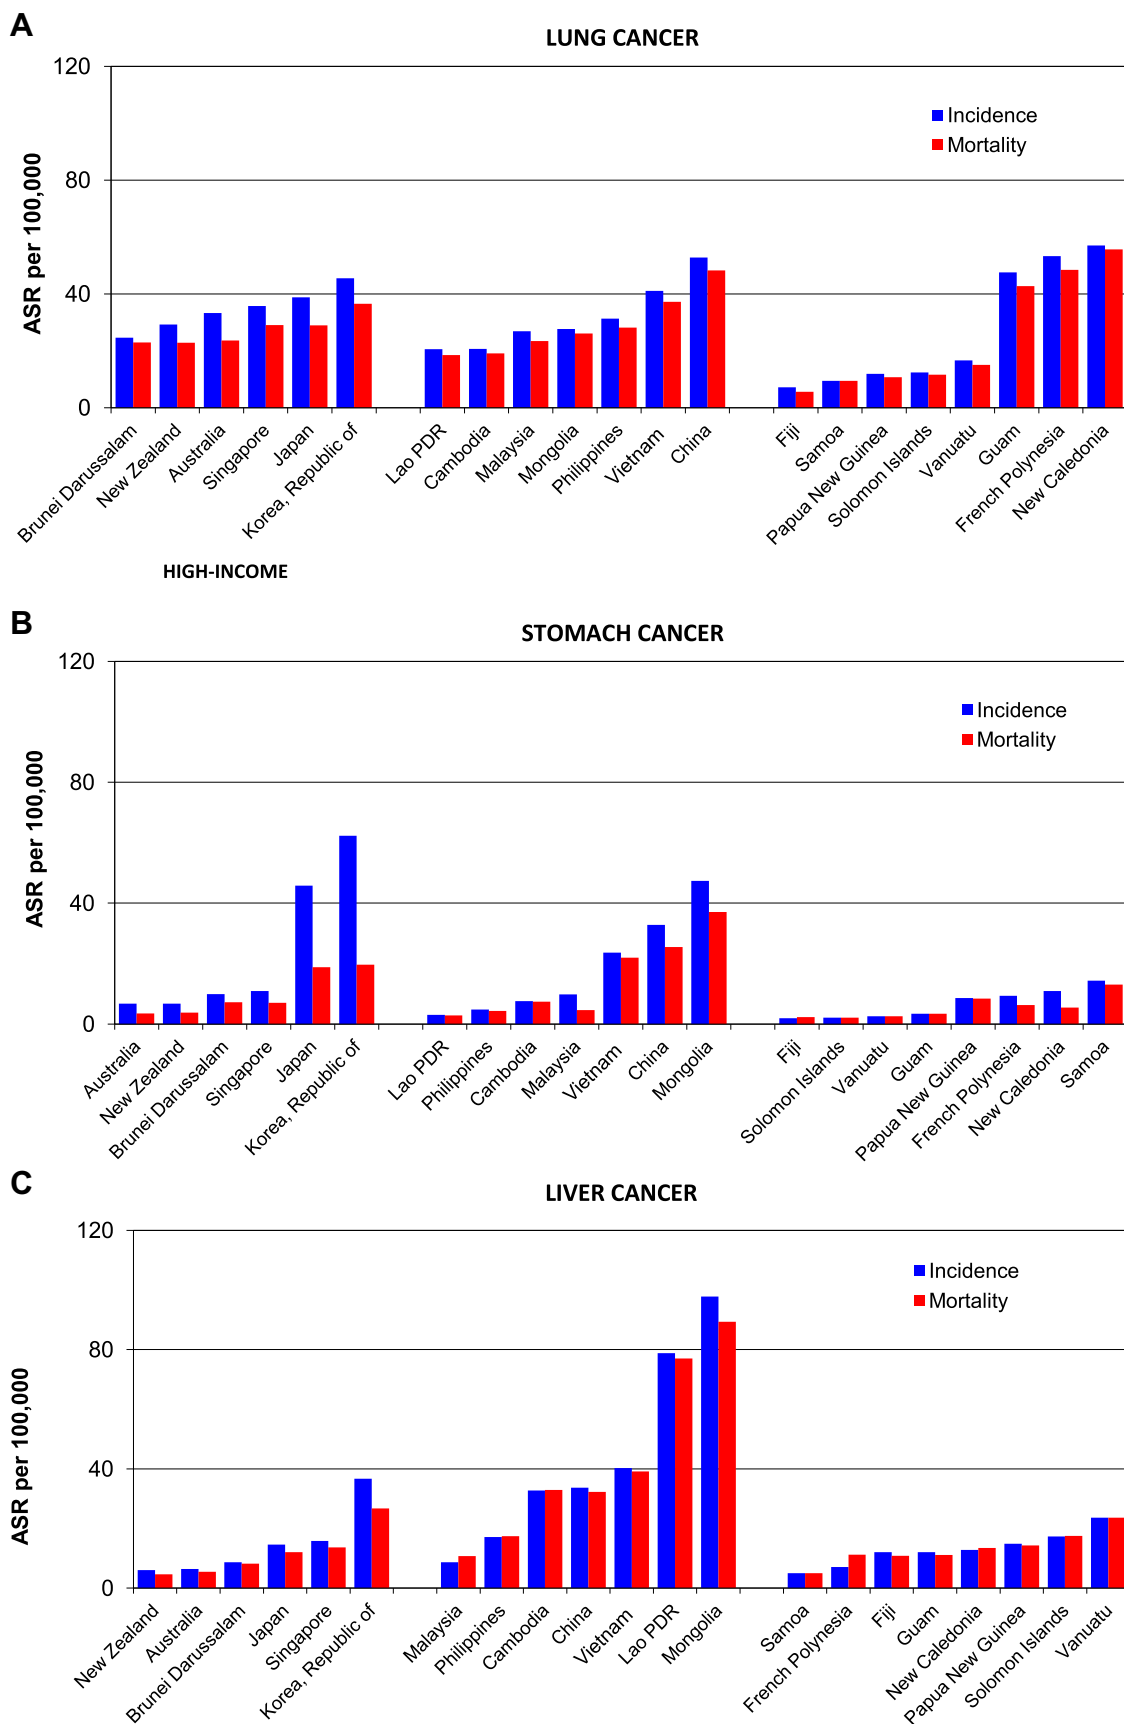 A
LUNG CANCER
120
80
40
0
ASR per 100,000
Incidence
Mortality
Brunei Darussalam
New Zealand
Australia
Singapore
Japan
Korea, Republic of
Lao PDR
Cambodia
Malaysia
Mongolia
Philippines
Vietnam
China
Fiji
Samoa
Papua New Guinea
Solomon Islands
Vanuatu
Guam
French Polynesia
New Caledonia
HIGH-INCOME
B
STOMACH CANCER
120
80
40
0
ASR per 100,000
Incidence
Mortality
Australia
New Zealand
Brunei Darussalam
Singapore
Japan
Korea, Republic of
Lao PDR
Philippines
Cambodia
Malaysia
Vietnam
China
Mongolia
Fiji
Solomon Islands
Vanuatu
Guam
Papua New Guinea
French Polynesia
New Caledonia
Samoa
C
LIVER CANCER
120
80
40
0
ASR per 100,000
Incidence
Mortality
New Zealand
Australia
Brunei Darussalam
Japan
Singapore
Korea, Republic of
Malaysia
Philippines
Cambodia
China
Vietnam
Lao PDR
Mongolia
Samoa
French Polynesia
Fiji
Guam
New Caledonia
Papua New Guinea
Solomon Islands
Vanuatu